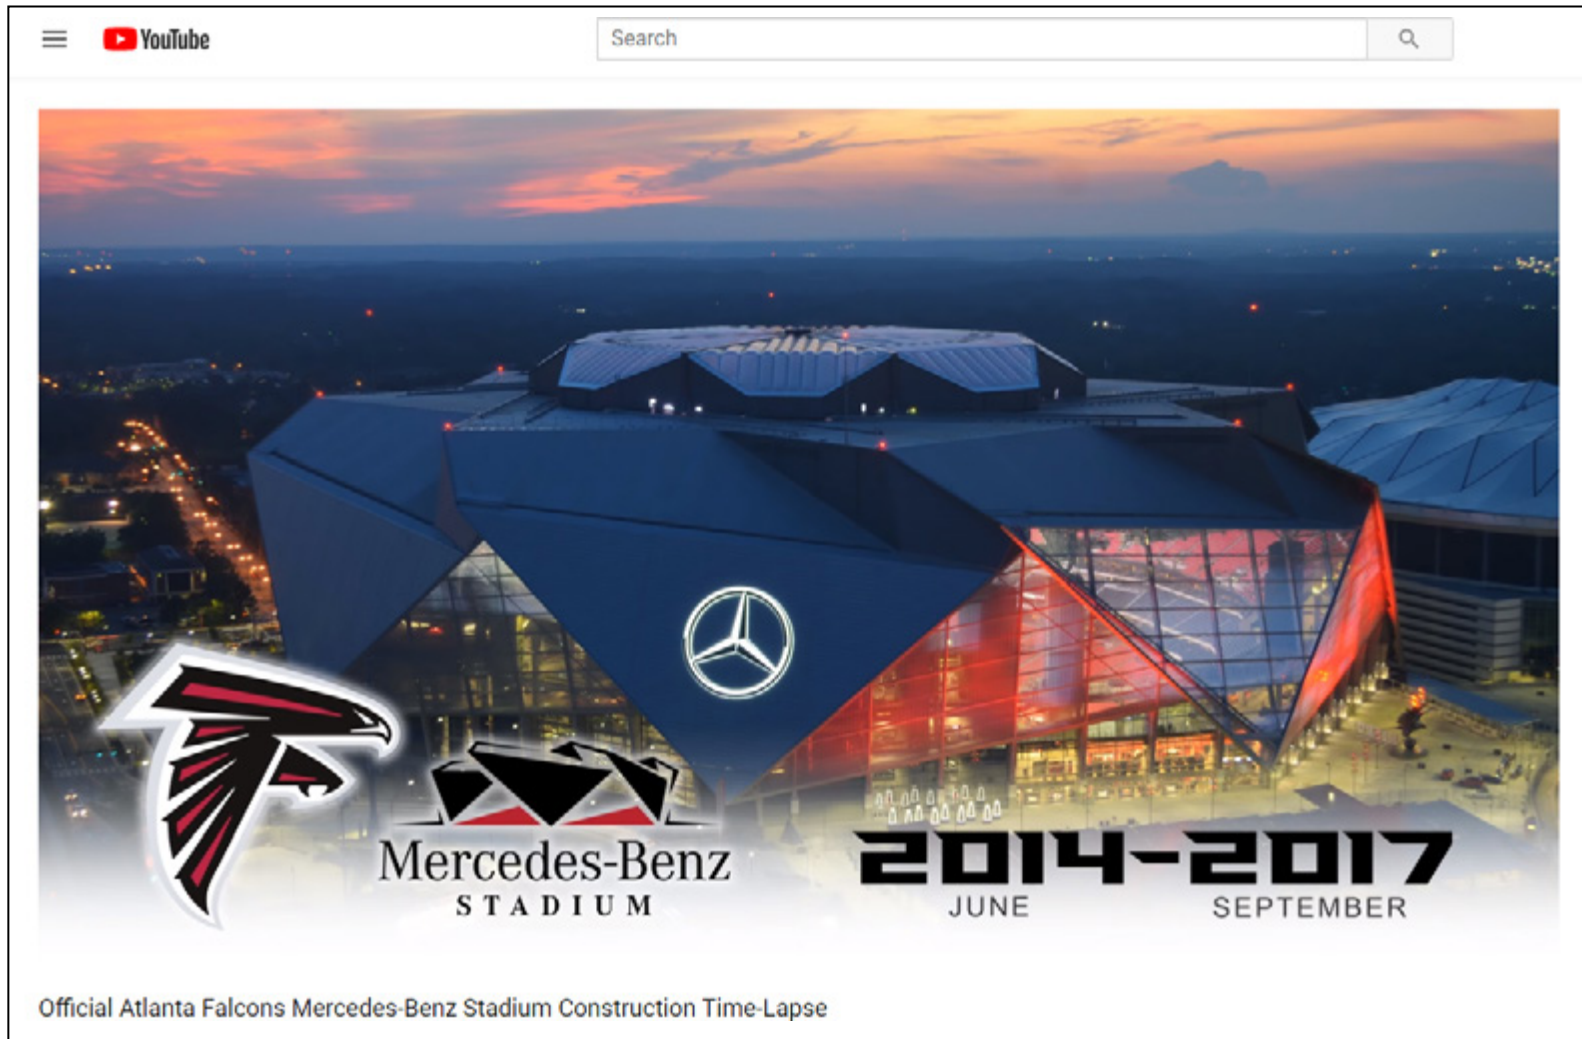 YouTube
Search
Mercedes-Benz
STADIUM
2014-2017
JUNE SEPTEMBER
Official Atlanta Falcons Mercedes-Benz Stadium Construction Time-Lapse